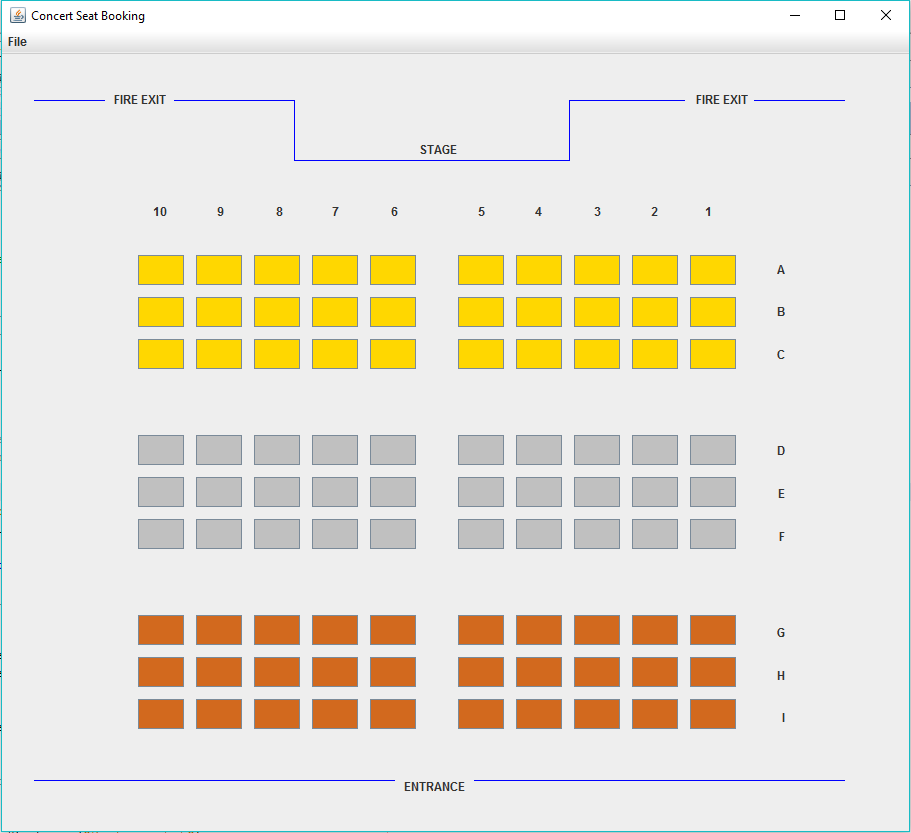 Concert Seat Booking
File
FIRE EXIT FIRE EXIT
STAGE
10 9 8 7 6 5 4 3 2 1
A
B
C
D
E
F
G
H
I
ENTRANCE